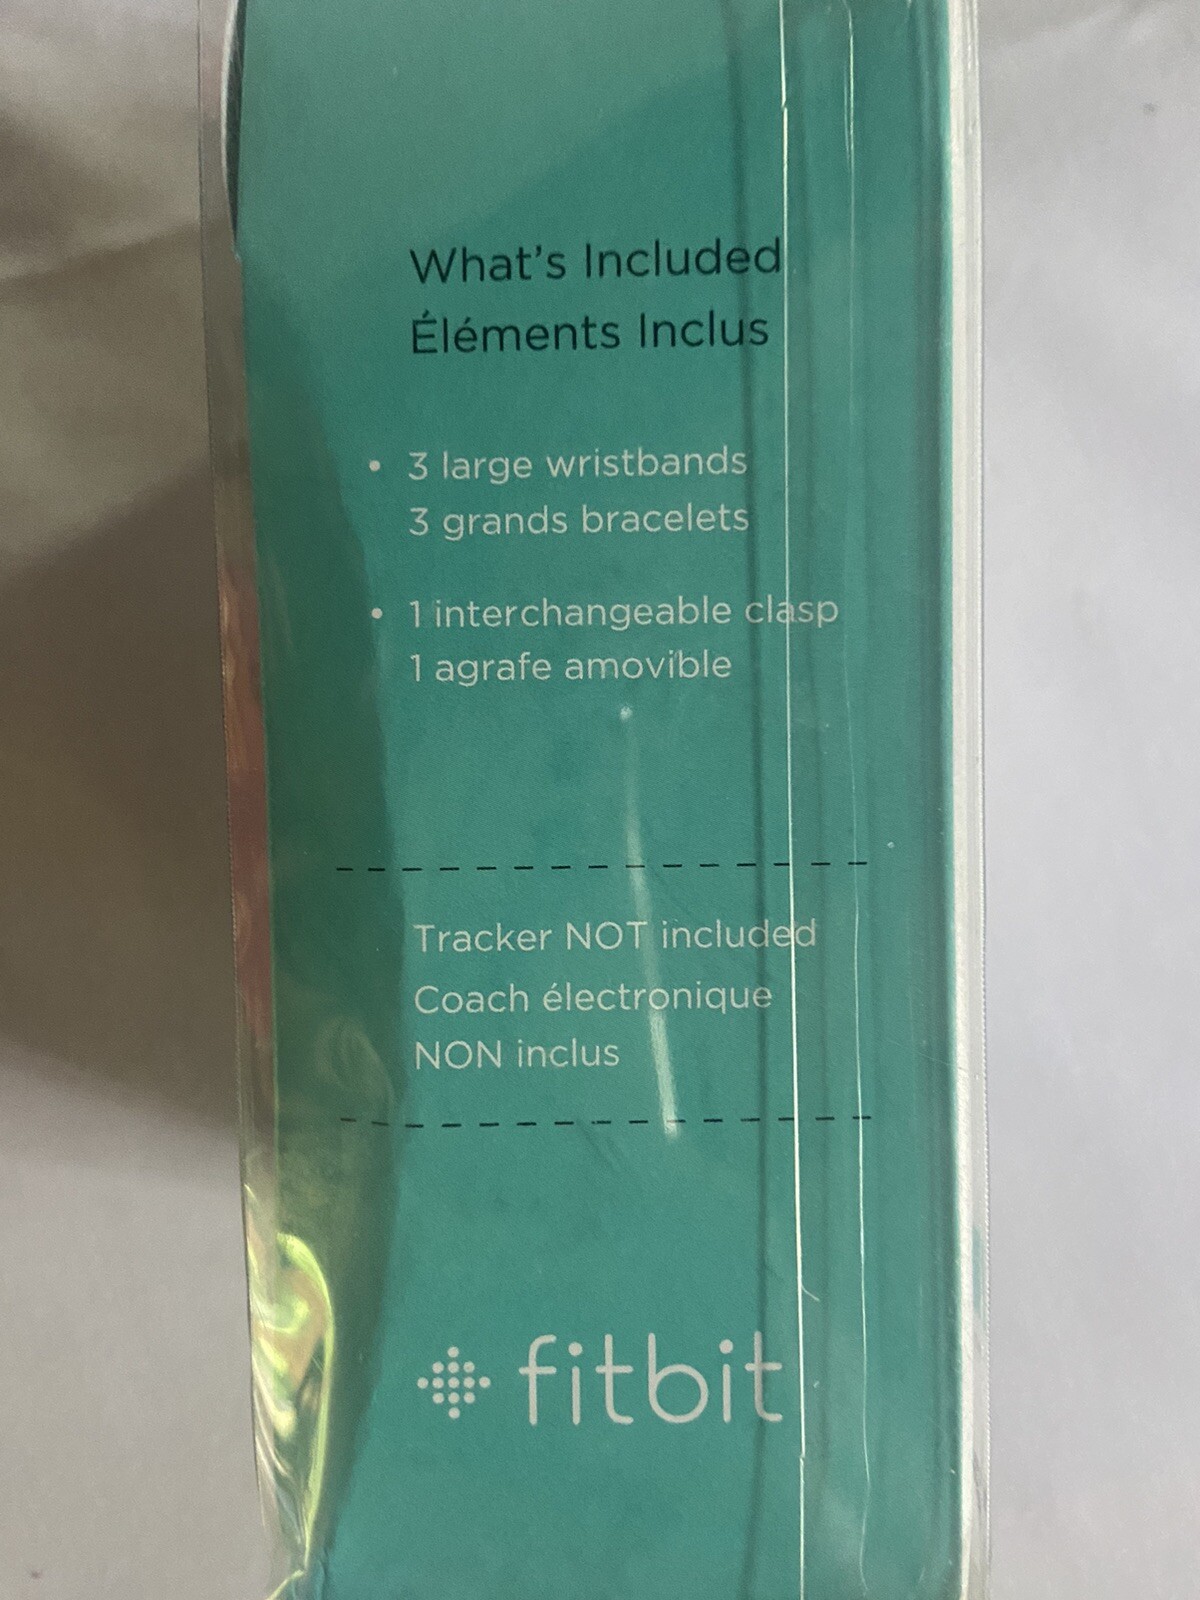 What's Included
Éléments Inclus
• 3 large wristbands
3 grands bracelets
• 1 interchangeable clasp
1 agrafe amovible
Tracker NOT included
Coach électronique
NON inclus
fitbit